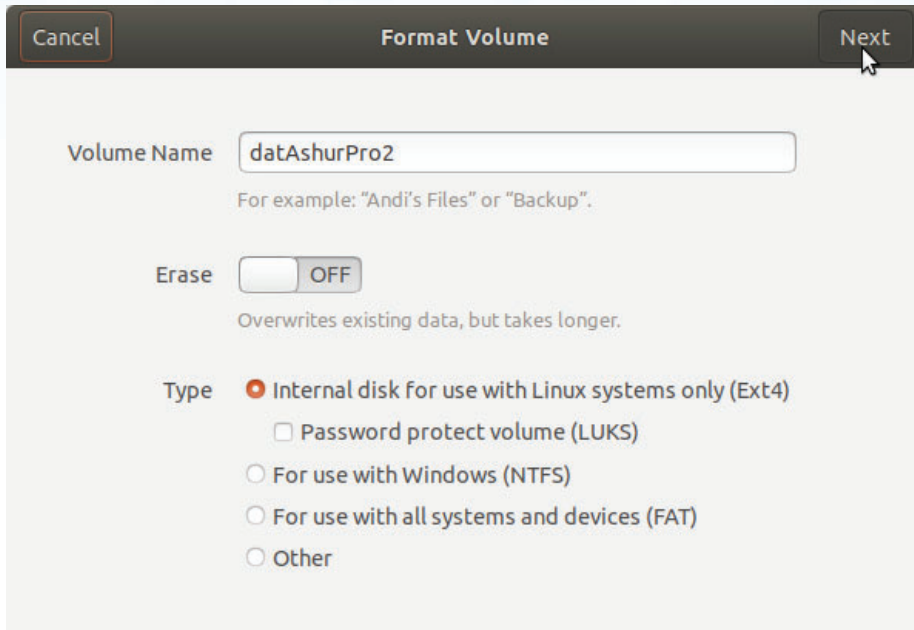 Cancel Format Volume Next
Volume Name datAshurPro2
For example: “Andi’s Files” or “Backup”.
Erase OFF
Overwrites existing data, but takes longer.
Type Internal disk for use with Linux systems only (Ext4)
Password protect volume (LUKS)
For use with Windows (NTFS)
For use with all systems and devices (FAT)
Other